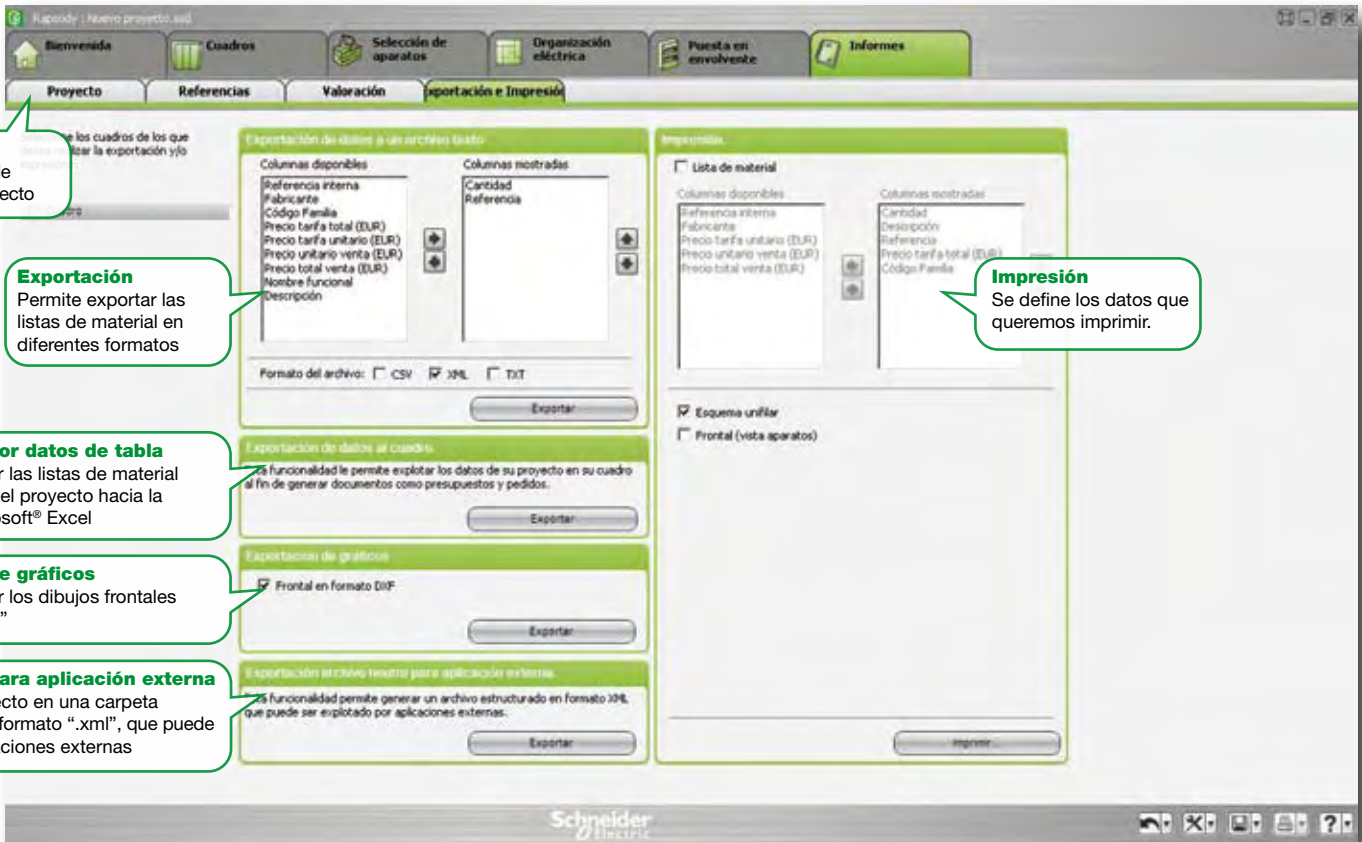 Rapsody : Nuevo proyecto.xsd
Bienvenida
Cuadros
Selección de
aparatos
Organización
eléctrica
Puesta en
envolvente
Informes
Proyecto
Referencias
Valoración
xportación e Impresión
los cuadros de los que
lizar la exportación y/o
ecto
Exportación
Permite exportar las
listas de material en
diferentes formatos
or datos de tabla
r las listas de material
el proyecto hacia la
osoft® Excel
e gráficos
r los dibujos frontales
”
ara aplicación externa
ecto en una carpeta
formato “.xml”, que puede
ciones externas
Exportación de datos a un archivo texto
Columnas disponibles
Columnas mostradas
Referencia interna
Fabricante
Código Familia
Precio tarifa total (EUR)
Precio tarifa unitario (EUR)
Precio unitario venta (EUR)
Precio total venta (EUR)
Nombre funcional
Descripción
Cantidad
Referencia
Formato del archivo:
CSV
XML
TXT
Exportar
Exportación de datos al cuadro
Esta funcionalidad le permite explotar los datos de su proyecto en su cuadro
al fin de generar documentos como presupuestos y pedidos.
Exportar
Exportación de gráficos
Frontal en formato DXF
Exportar
Exportación archivo neutro para aplicación externa
Esta funcionalidad permite generar un archivo estructurado en formato XML
que puede ser explotado por aplicaciones externas.
Exportar
Impresión
Lista de material
Columnas disponibles
Columnas mostradas
Referencia interna
Fabricante
Precio tarifa unitario (EUR)
Precio unitario venta (EUR)
Precio total venta (EUR)
Cantidad
Descripción
Referencia
Precio tarifa total (EUR)
Código Familia
Impresión
Se define los datos que
queremos imprimir.
Esquema unifilar
Frontal (vista aparatos)
Imprimir...
Schneider
Electric